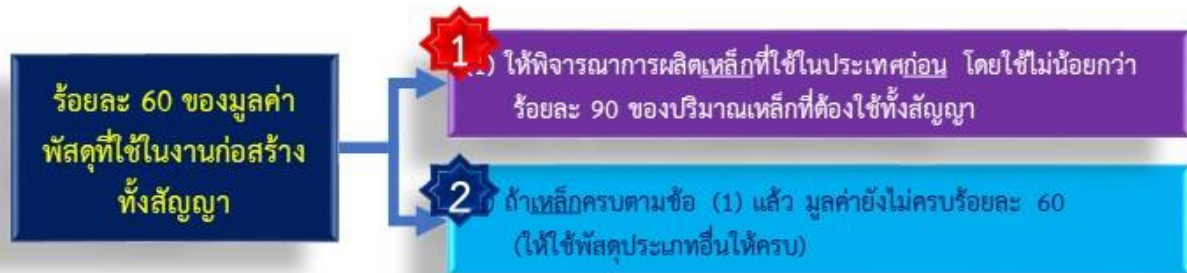 ร้อยละ 60 ของมูลค่า
พัสดุที่ใช้ในงานก่อสร้าง
ทั้งสัญญา
1
1) ให้พิจารณาการผลิตเหล็กที่ใช้ในประเทศก่อน โดยใช้ไม่น้อยกว่า
ร้อยละ 90 ของปริมาณเหล็กที่ต้องใช้ทั้งสัญญา
2
) ถ้าเหล็กครบตามข้อ (1) แล้ว มูลค่ายังไม่ครบร้อยละ 60
(ให้ใช้พัสดุประเภทอื่นให้ครบ)